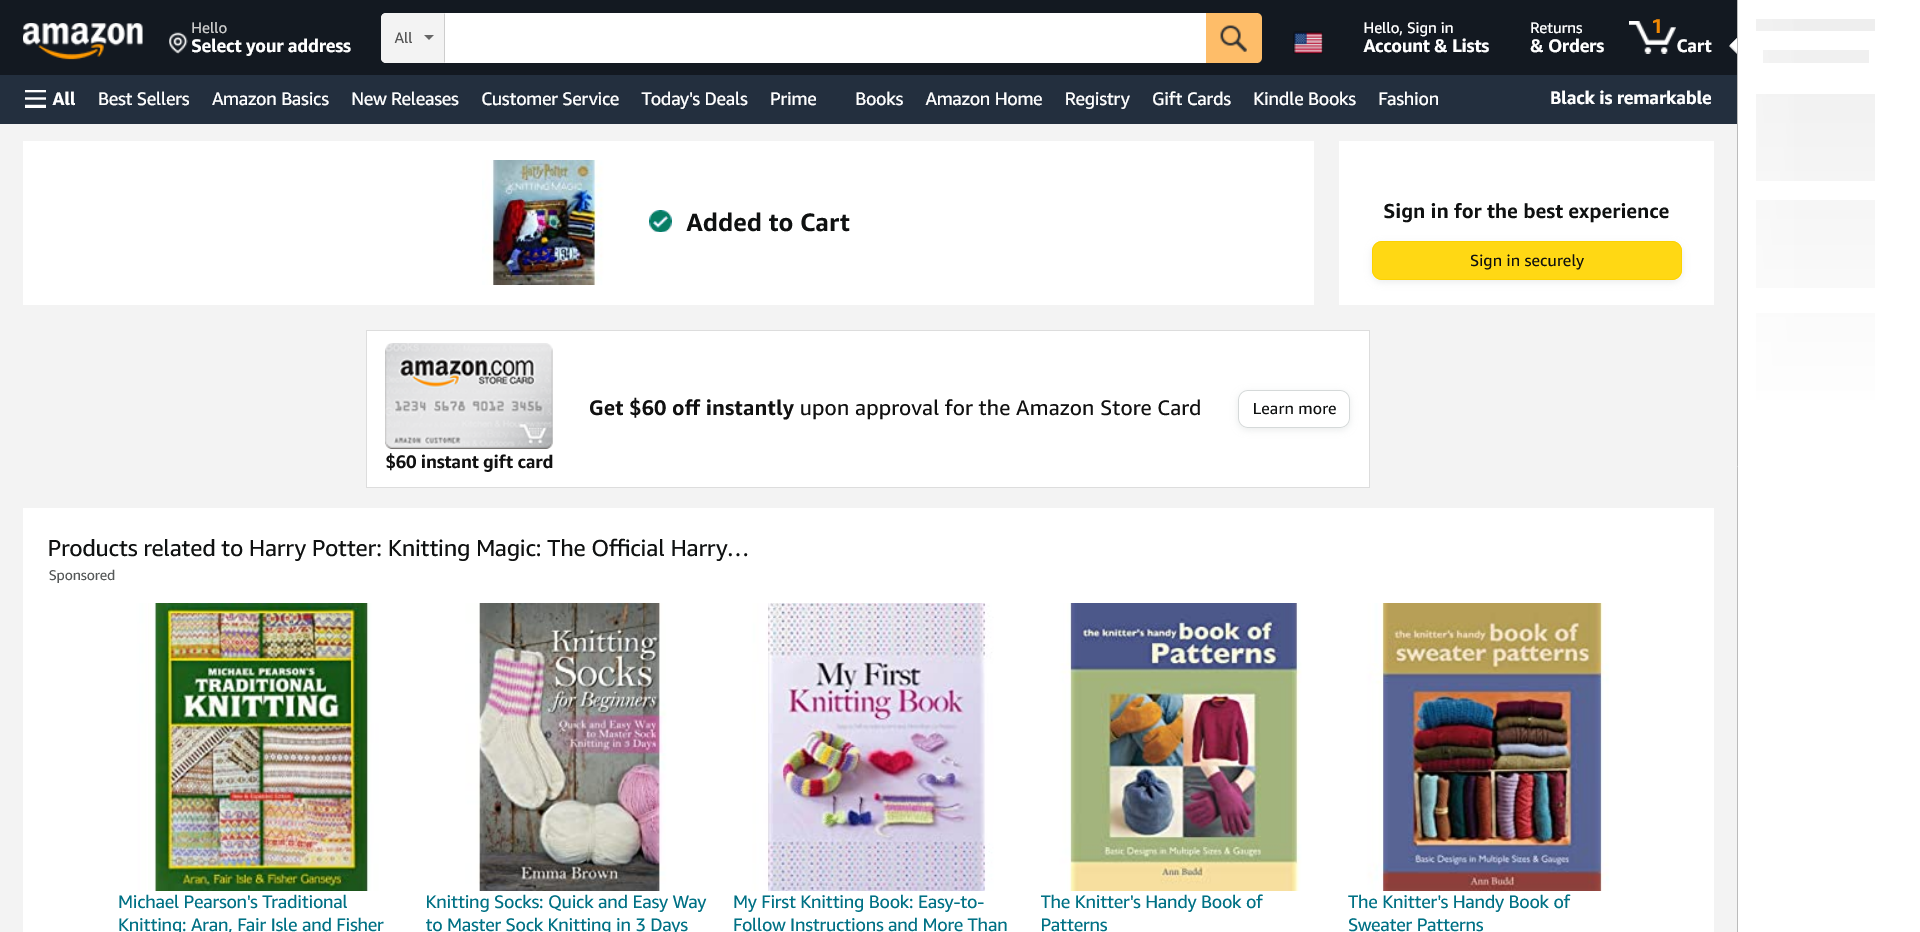 amazon
Hello
Select your address
All
Hello, Sign in
Account & Lists
Returns
& Orders
1
Cart
All
Best Sellers
Amazon Basics
New Releases
Customer Service
Today's Deals
Prime
Books
Amazon Home
Registry
Gift Cards
Kindle Books
Fashion
Black is remarkable
Harry Potter
KNITTING MAGIC
Added to Cart
Sign in for the best experience
Sign in securely
amazon.com
STORE CARD
1234 5678 9012 3456
AMAZON CUSTOMER
$60 instant gift card
Get $60 off instantly upon approval for the Amazon Store Card
Learn more
Products related to Harry Potter: Knitting Magic: The Official Harry…
Sponsored
MICHAEL PEARSON'S
TRADITIONAL
KNITTING
New & Expanded Edition
Aran, Fair Isle & Fisher Ganseys
Knitting
Socks
for Beginners
Quick and Easy Way
to Master Sock
Knitting in 3 Days
Emma Brown
My First
Knitting Book
the knitter's handy book of
Patterns
Basic Designs in Multiple Sizes & Gauges
Ann Budd
the knitter's handy book of
sweater patterns
Basic Designs in Multiple Sizes & Gauges
Ann Budd
Michael Pearson's Traditional
Knitting: Aran, Fair Isle and Fisher
Knitting Socks: Quick and Easy Way
to Master Sock Knitting in 3 Days
My First Knitting Book: Easy-to-
Follow Instructions and More Than
The Knitter's Handy Book of
Patterns
The Knitter's Handy Book of
Sweater Patterns